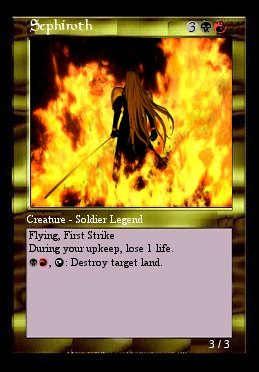 Sephiroth 3
Creature - Soldier Legend
Flying, First Strike
During your upkeep, lose 1 life.
, : Destroy target land.
3/3